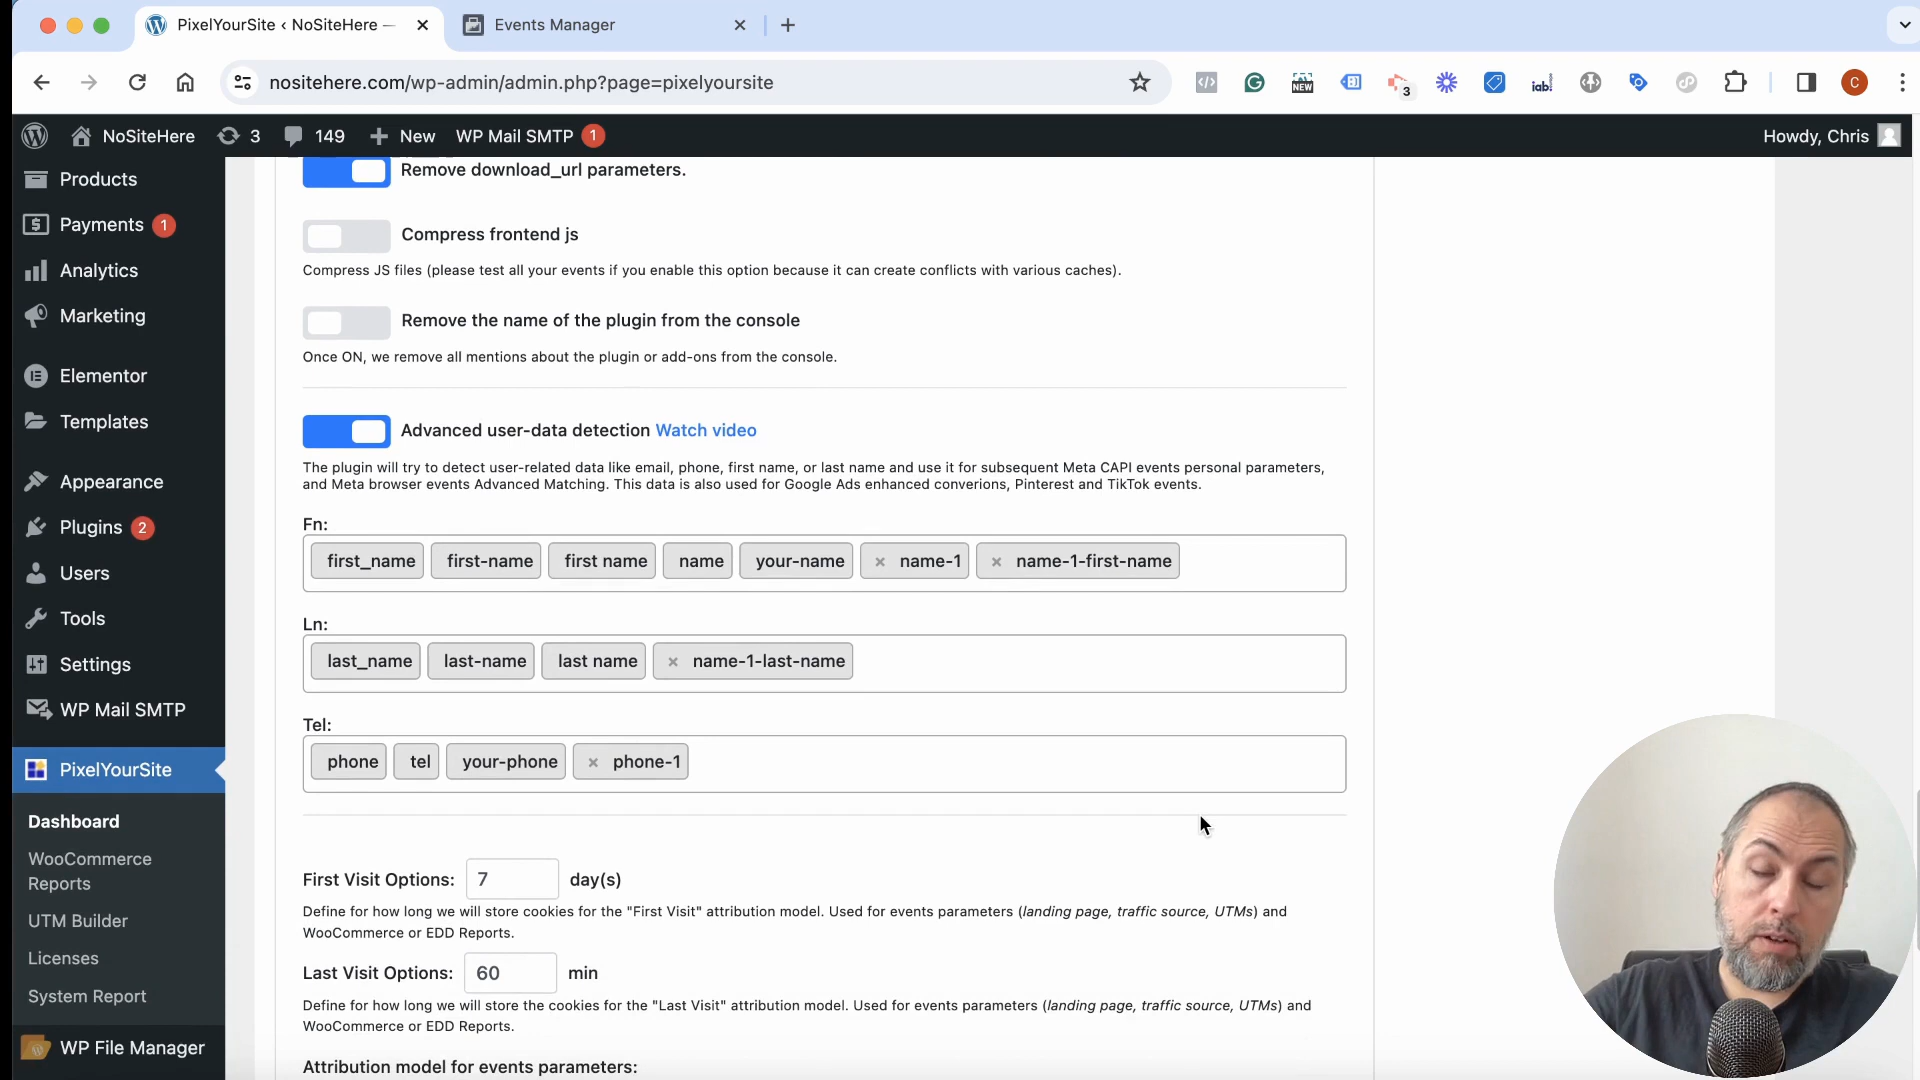 PixelYourSite ‹ NoSiteHere —
Events Manager
nositehere.com/wp-admin/admin.php?page=pixelyoursite
NEW
3
iab!
C
NoSiteHere
3
149
New
WP Mail SMTP 1
Howdy, Chris
Products
Payments 1
Analytics
Marketing
Elementor
Templates
Appearance
Plugins 2
Users
Tools
Settings
WP Mail SMTP
PixelYourSite
Dashboard
WooCommerce
Reports
UTM Builder
Licenses
System Report
WP File Manager
Remove download_url parameters.
Compress frontend js
Compress JS files (please test all your events if you enable this option because it can create conflicts with various caches).
Remove the name of the plugin from the console
Once ON, we remove all mentions about the plugin or add-ons from the console.
Advanced user-data detection Watch video
The plugin will try to detect user-related data like email, phone, first name, or last name and use it for subsequent Meta CAPI events personal parameters,
and Meta browser events Advanced Matching. This data is also used for Google Ads enhanced converions, Pinterest and TikTok events.
Fn:
first_name first-name first name name your-name × name-1 × name-1-first-name
Ln:
last_name last-name last name × name-1-last-name
Tel:
phone tel your-phone × phone-1
First Visit Options: 7 day(s)
Define for how long we will store cookies for the "First Visit" attribution model. Used for events parameters (landing page, traffic source, UTMs) and
WooCommerce or EDD Reports.
Last Visit Options: 60 min
Define for how long we will store the cookies for the "Last Visit" attribution model. Used for events parameters (landing page, traffic source, UTMs) and
WooCommerce or EDD Reports.
Attribution model for events parameters: